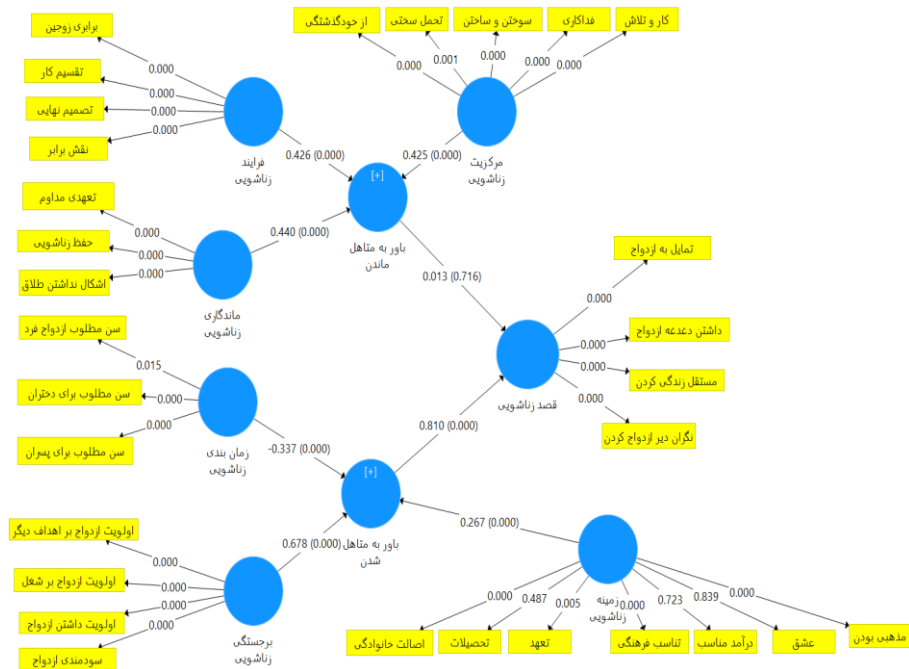 برابری زوجین
0.000
تقسیم کار
0.000
تصمیم نهایی
0.000
نقش برابر
0.000
فرایند
زناشویی
0.426 (0.000)
از خودگذشتگی
تحمل سختی
سوختن و ساختن
فداکاری
کار و تلاش
0.000
0.001
0.000
0.000
0.000
مرکزیت
زناشویی
0.425 (0.000)
[+]
باور به متاهل
ماندن
تعهدی مداوم
0.000
حفظ زناشویی
0.000
اشکال نداشتن طلاق
0.000
ماندگاری
زناشویی
0.440 (0.000)
0.013 (0.716)
تمایل به ازدواج
0.000
داشتن دغدغه ازدواج
0.000
مستقل زندگی کردن
0.000
نگران دیر ازدواج کردن
0.000
قصد زناشویی
سن مطلوب ازدواج فرد
0.015
سن مطلوب برای دختران
0.000
سن مطلوب برای پسران
0.000
زمان بندی
زناشویی
-0.337 (0.000)
0.810 (0.000)
[+]
باور به متاهل
شدن
0.267 (0.000)
0.678 (0.000)
اولویت ازدواج بر اهداف دیگر
0.000
اولویت ازدواج بر شغل
0.000
اولویت داشتن ازدواج
0.000
سودمندی ازدواج
0.000
برجستگی
زناشویی
زمینه
زناشویی
0.000
0.487
0.005
0.000
0.723
0.839
0.000
اصالت خانوادگی
تحصیلات
تعهد
تناسب فرهنگی
درآمد مناسب
عشق
مذهبی بودن